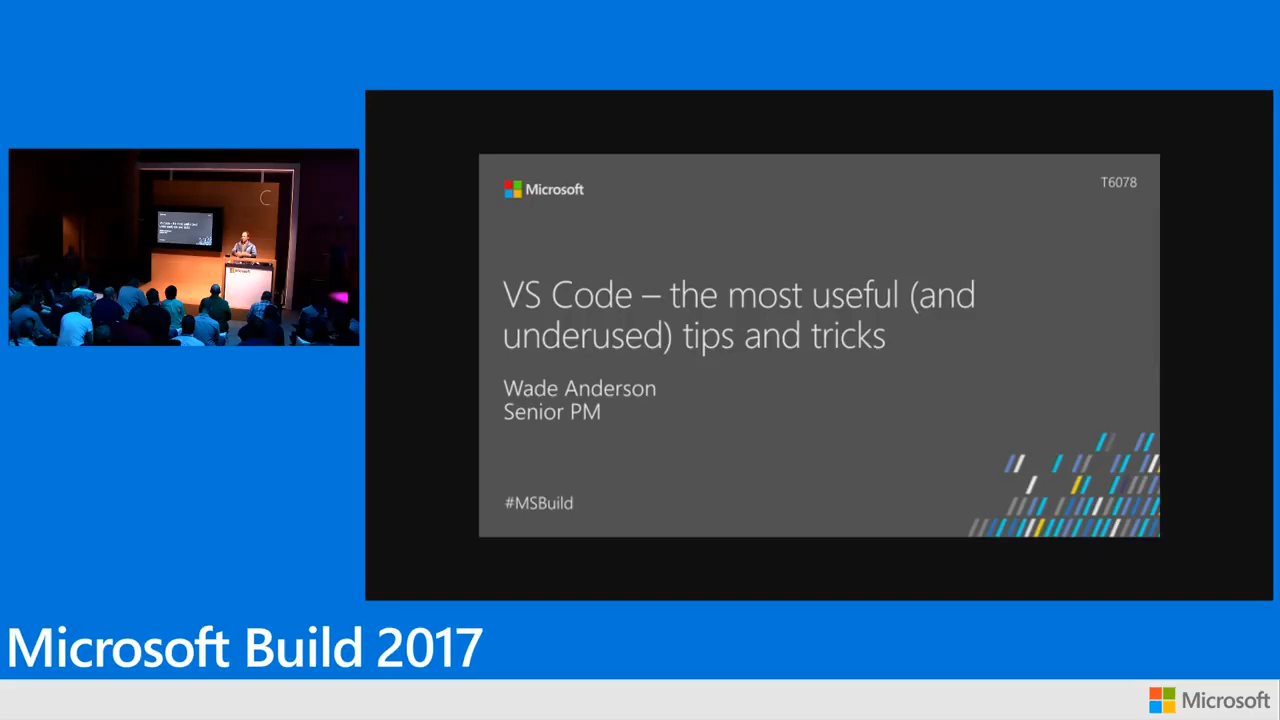 Microsoft
T6078
VS Code – the most useful (and
underused) tips and tricks
Wade Anderson
Senior PM
#MSBuild
Microsoft Build 2017
Microsoft